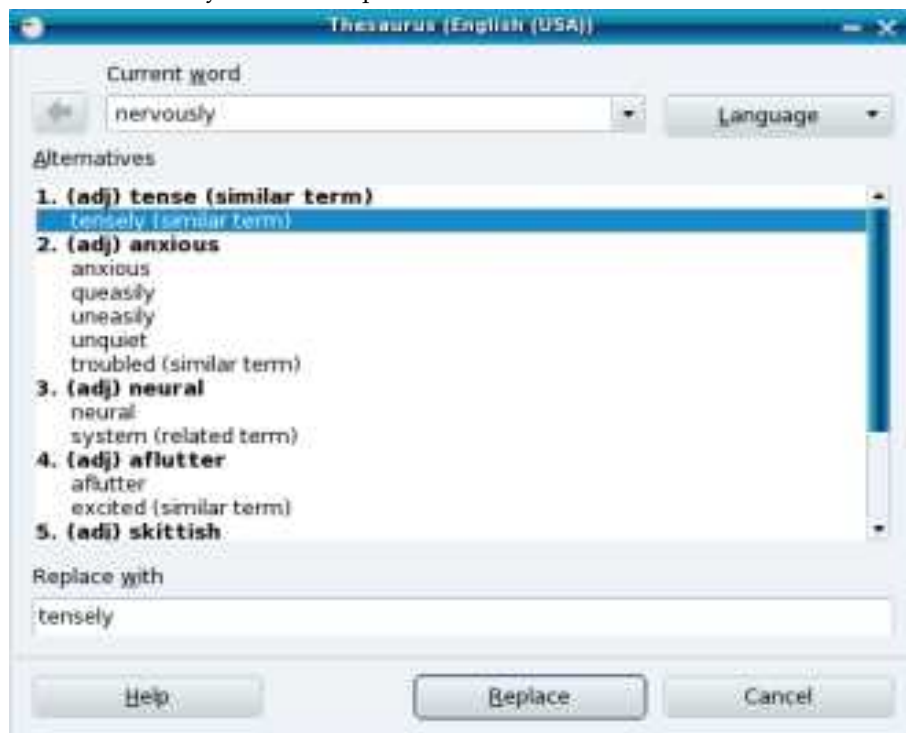 Thesaurus (English (USA))
Current word
nervously
Language
Alternatives
1. (adj) tense (similar term)
tensely (similar term)
2. (adj) anxious
anxious
queasily
uneasily
unquiet
troubled (similar term)
3. (adj) neural
neural
system (related term)
4. (adj) aflutter
aflutter
excited (similar term)
5. (adj) skittish
Replace with
tensely
Help Replace Cancel